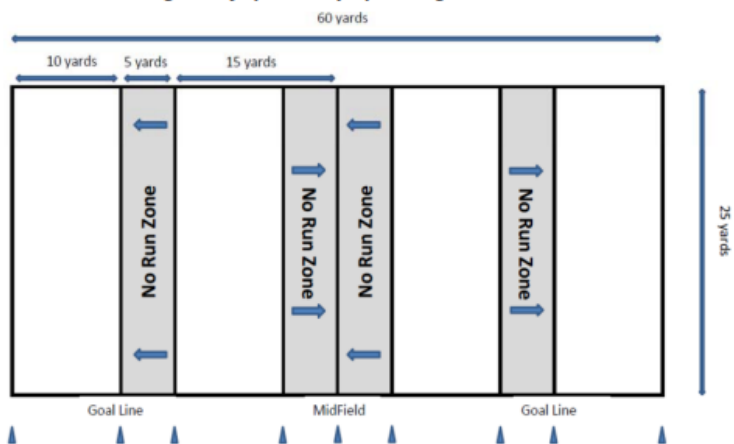 60 yards
10 yards
5 yards
15 yards
No Run Zone
No Run Zone
No Run Zone
No Run Zone
25 yards
Goal Line
MidField
Goal Line